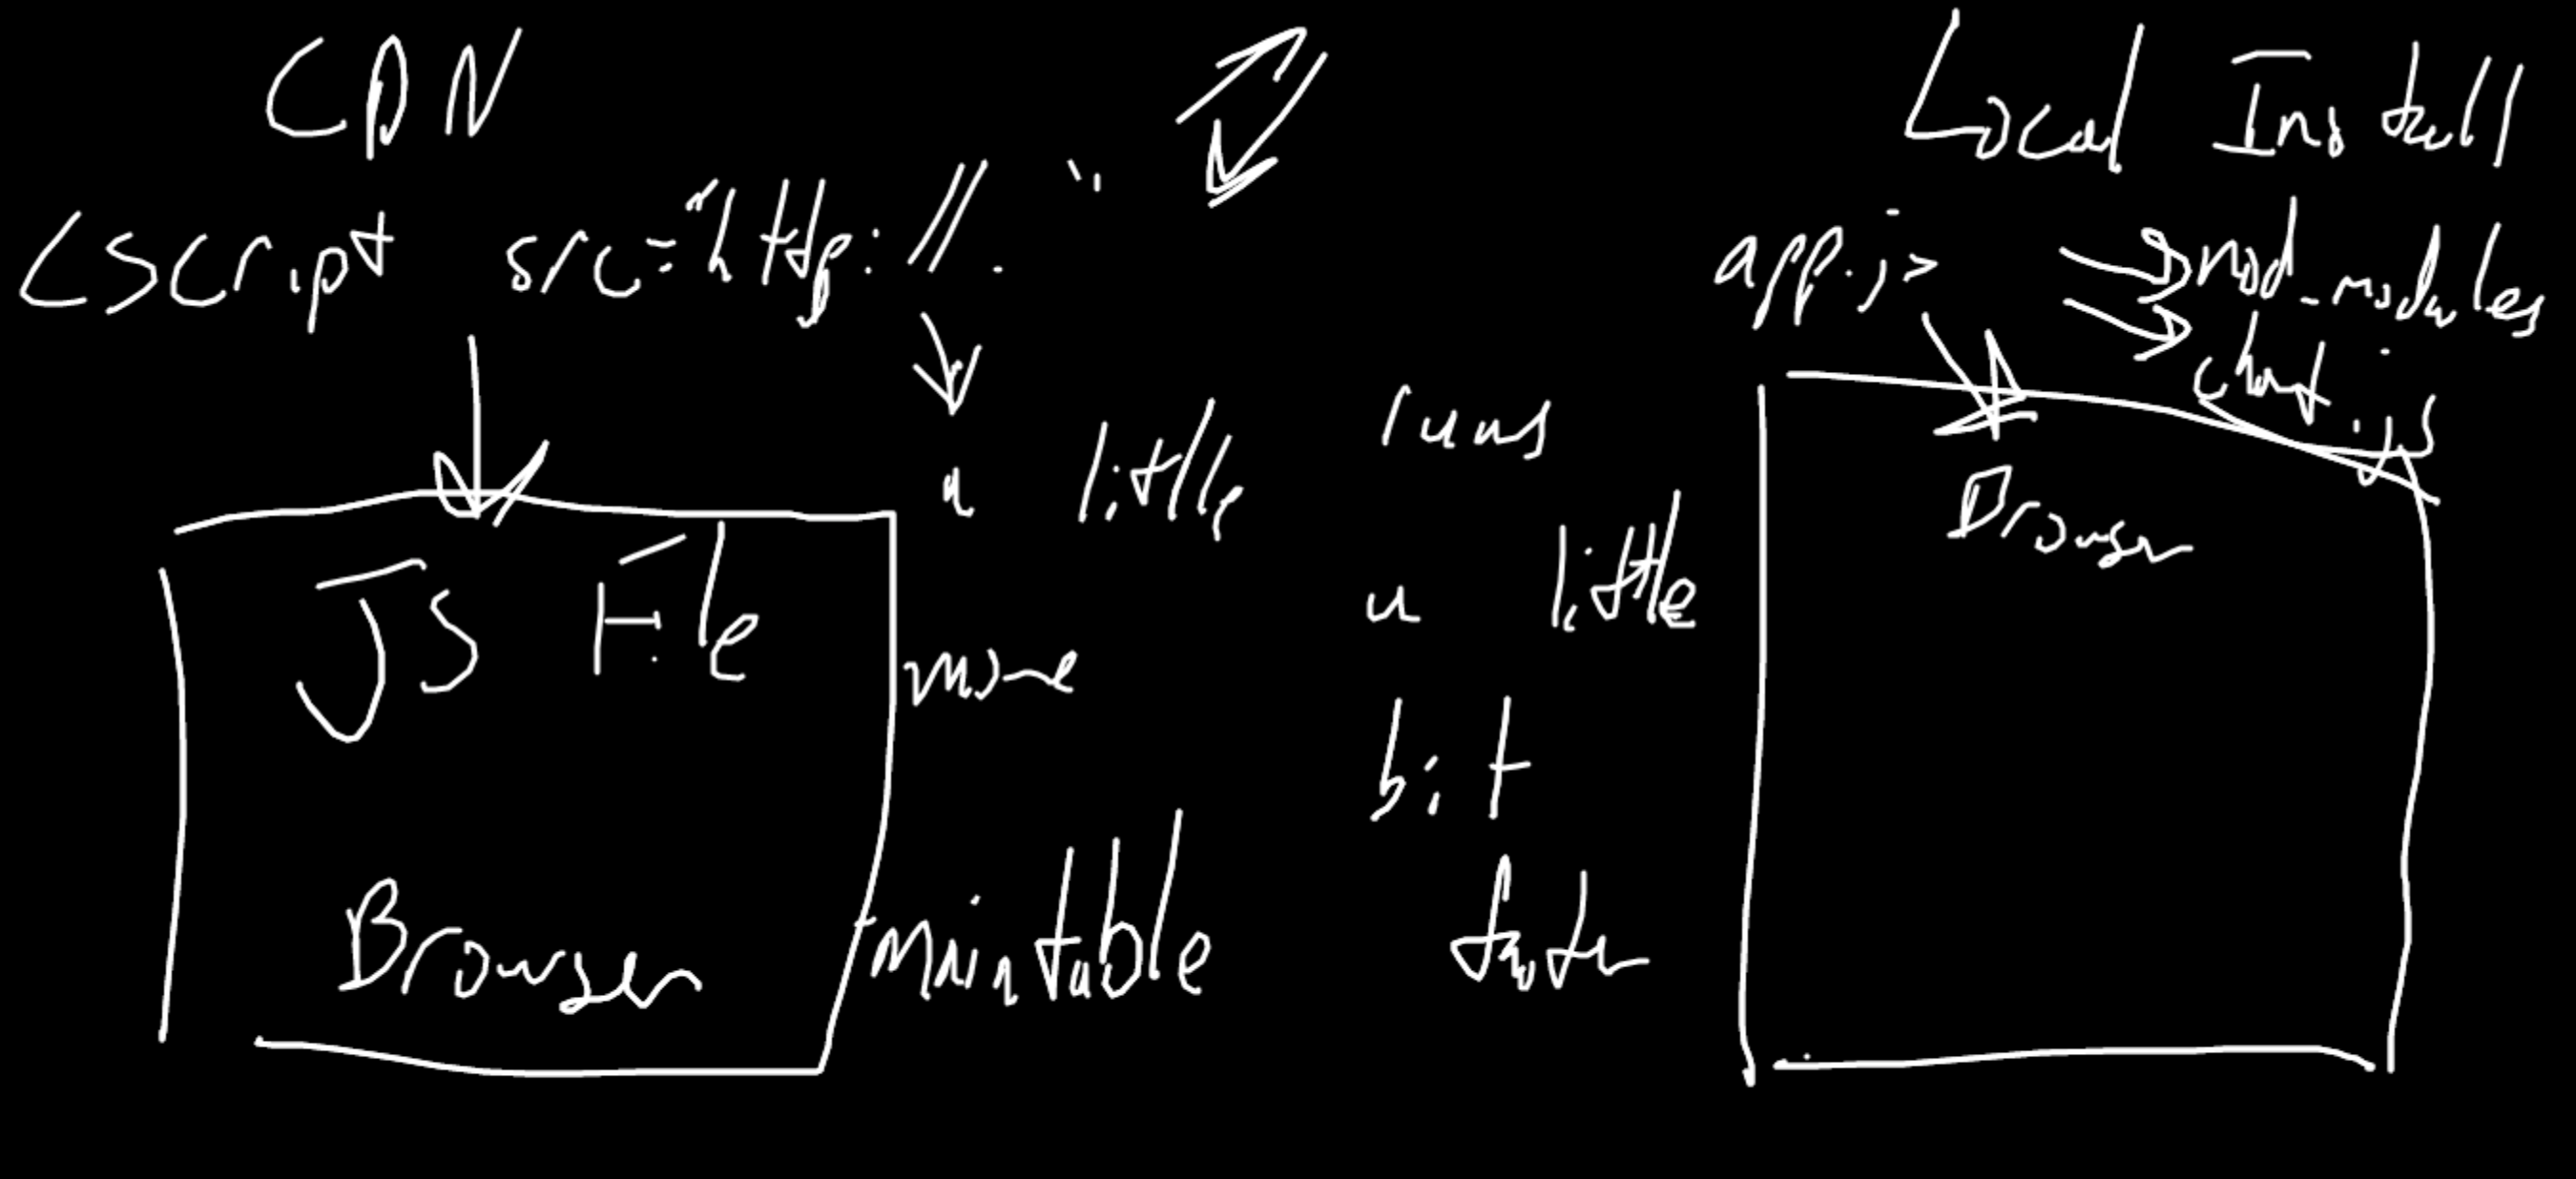 CDN
<script src="http://. "
JS File
Browser
a little
more
maintable
runs
a little
bit
faster
Local Install
app.js
nod_modules
chart.js
Browser